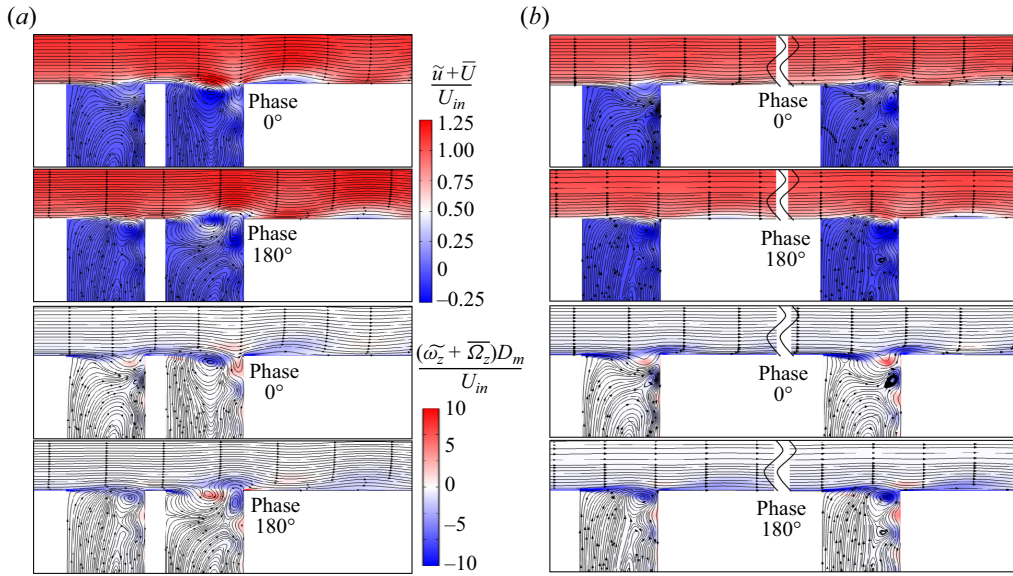 (a)
(b)
Phase
0°
ũ + U̅
U_in
1.25
1.00
0.75
0.50
0.25
0
−0.25
Phase
180°
Phase
0°
(ω̃_z + Ω̅_z)D_m
U_in
10
5
0
−5
−10
Phase
180°
Phase
0°
Phase
180°
Phase
0°
Phase
180°